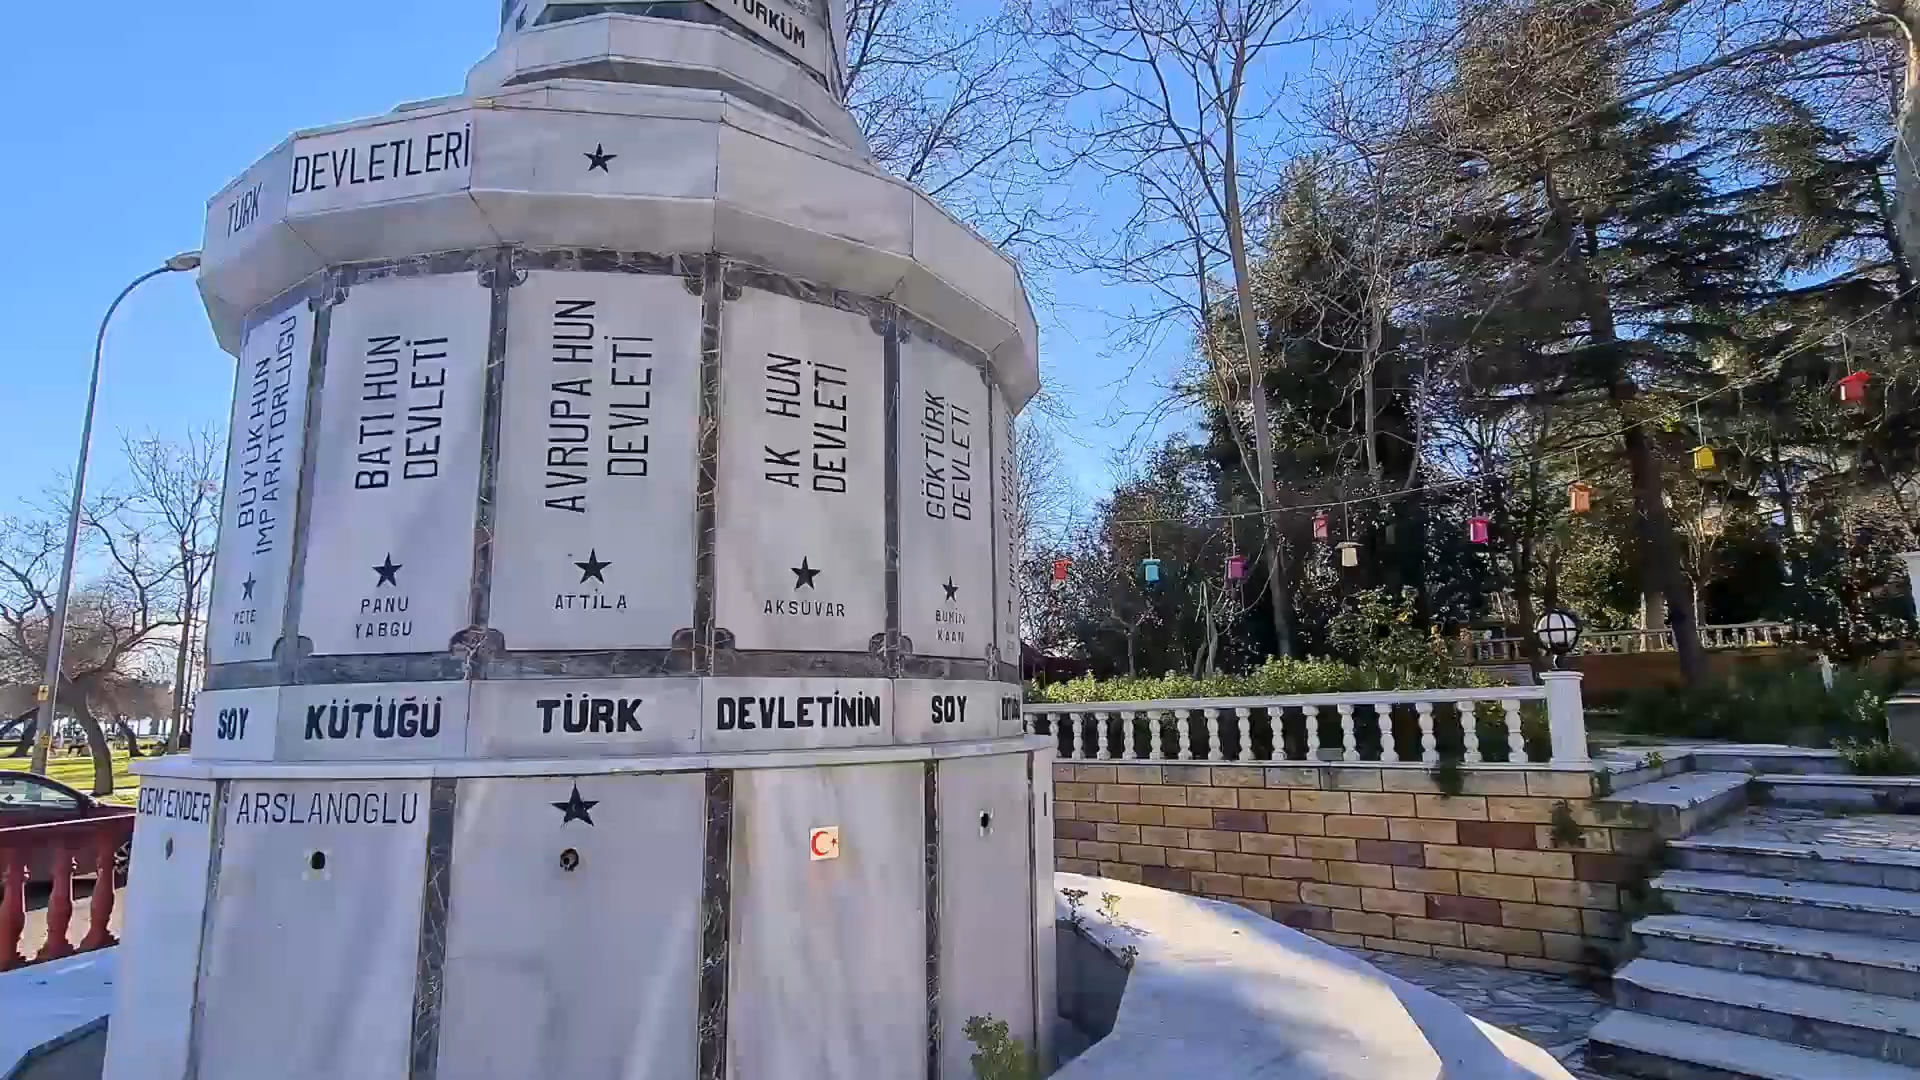 TÜRKÜM
TÜRK DEVLETLERİ
BÜYÜK HUN
İMPARATORLUĞU
METE
HAN
BATI HUN
DEVLETİ
PANU
YABGU
AVRUPA HUN
DEVLETİ
ATTİLA
AK HUN
DEVLETİ
AKSUVAR
GÖKTÜRK
DEVLETİ
BUMİN
KAAN
SOY KÜTÜĞÜ TÜRK DEVLETİNİN SOY
CEM-ENDER ARSLANOGLU